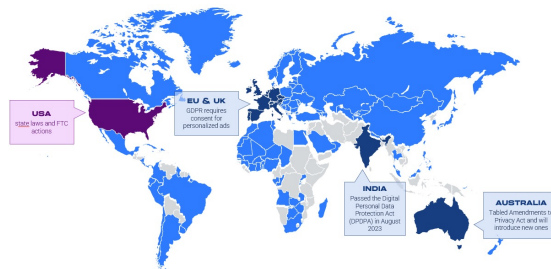 USA
state laws and FTC
actions
EU & UK
GDPR requires
consent for
personalized ads
INDIA
Passed the Digital
Personal Data
Protection Act
(DPDPA) in August
2023
AUSTRALIA
Tabled Amendments to
Privacy Act and will
introduce new ones